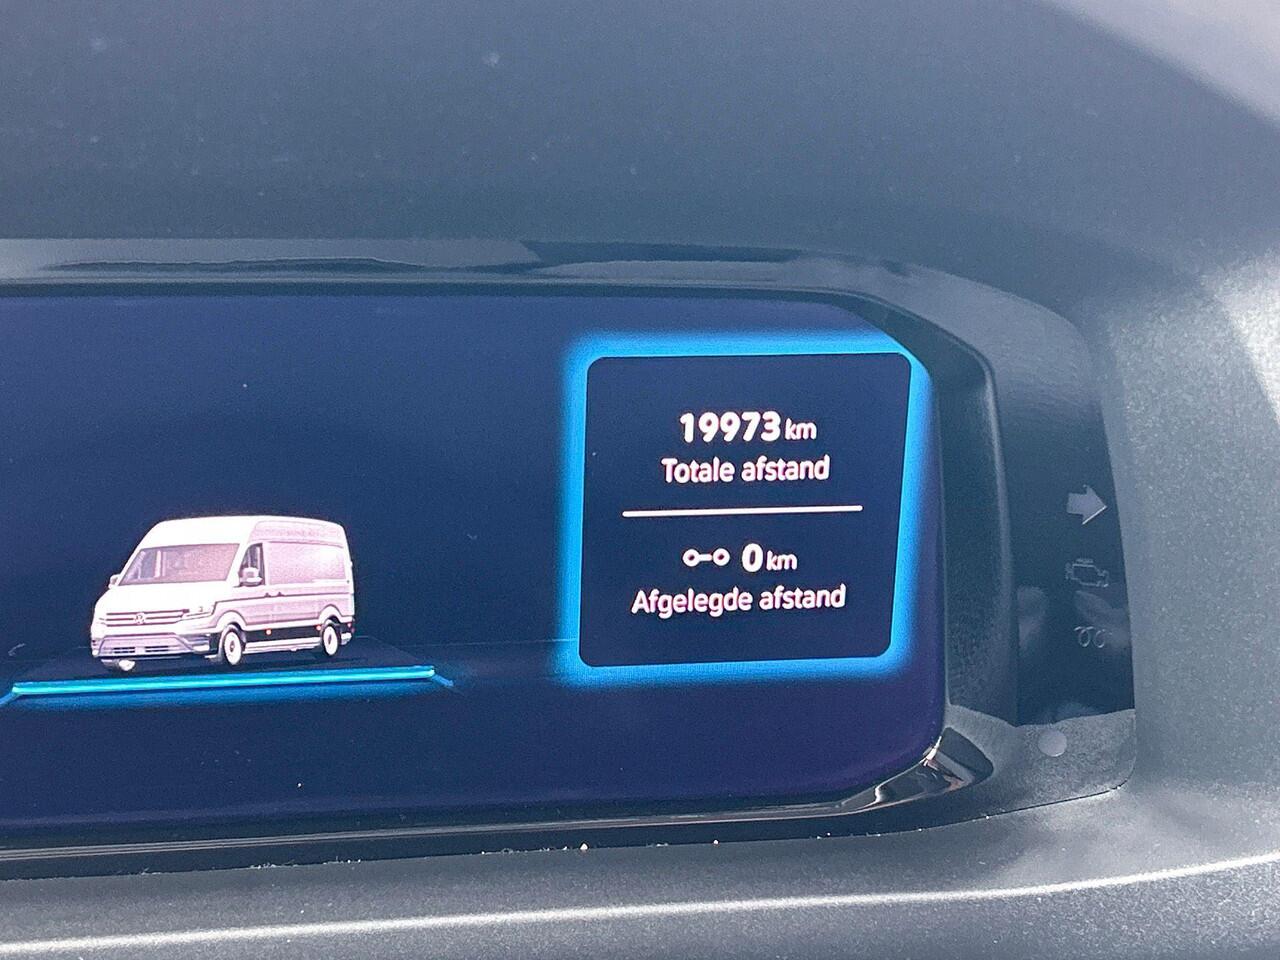 19973 km
Totale afstand
0 km
Afgelegde afstand